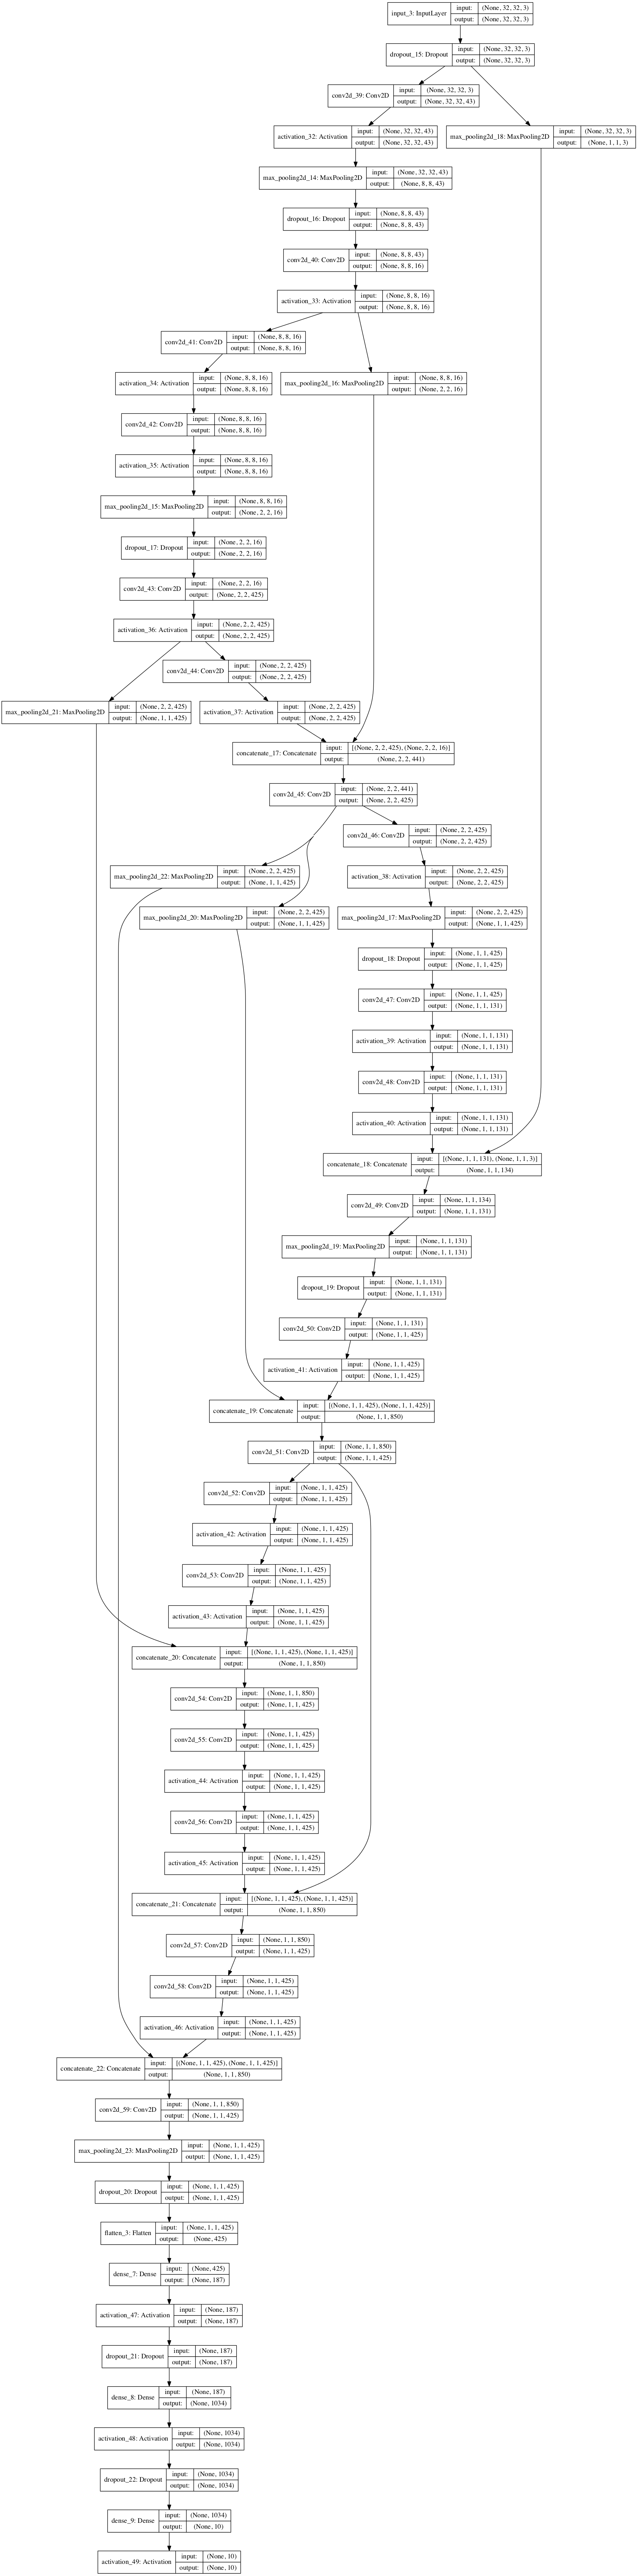 input_3: InputLayer
input: (None, 32, 32, 3)
output: (None, 32, 32, 3)
dropout_15: Dropout
input: (None, 32, 32, 3)
output: (None, 32, 32, 3)
conv2d_39: Conv2D
input: (None, 32, 32, 3)
output: (None, 32, 32, 43)
activation_32: Activation
input: (None, 32, 32, 43)
output: (None, 32, 32, 43)
max_pooling2d_18: MaxPooling2D
input: (None, 32, 32, 3)
output: (None, 1, 1, 3)
max_pooling2d_14: MaxPooling2D
input: (None, 32, 32, 43)
output: (None, 8, 8, 43)
dropout_16: Dropout
input: (None, 8, 8, 43)
output: (None, 8, 8, 43)
conv2d_40: Conv2D
input: (None, 8, 8, 43)
output: (None, 8, 8, 16)
activation_33: Activation
input: (None, 8, 8, 16)
output: (None, 8, 8, 16)
conv2d_41: Conv2D
input: (None, 8, 8, 16)
output: (None, 8, 8, 16)
activation_34: Activation
input: (None, 8, 8, 16)
output: (None, 8, 8, 16)
max_pooling2d_16: MaxPooling2D
input: (None, 8, 8, 16)
output: (None, 2, 2, 16)
conv2d_42: Conv2D
input: (None, 8, 8, 16)
output: (None, 8, 8, 16)
activation_35: Activation
input: (None, 8, 8, 16)
output: (None, 8, 8, 16)
max_pooling2d_15: MaxPooling2D
input: (None, 8, 8, 16)
output: (None, 2, 2, 16)
dropout_17: Dropout
input: (None, 2, 2, 16)
output: (None, 2, 2, 16)
conv2d_43: Conv2D
input: (None, 2, 2, 16)
output: (None, 2, 2, 425)
activation_36: Activation
input: (None, 2, 2, 425)
output: (None, 2, 2, 425)
conv2d_44: Conv2D
input: (None, 2, 2, 425)
output: (None, 2, 2, 425)
max_pooling2d_21: MaxPooling2D
input: (None, 2, 2, 425)
output: (None, 1, 1, 425)
activation_37: Activation
input: (None, 2, 2, 425)
output: (None, 2, 2, 425)
concatenate_17: Concatenate
input: [(None, 2, 2, 425), (None, 2, 2, 16)]
output: (None, 2, 2, 441)
conv2d_45: Conv2D
input: (None, 2, 2, 441)
output: (None, 2, 2, 425)
conv2d_46: Conv2D
input: (None, 2, 2, 425)
output: (None, 2, 2, 425)
max_pooling2d_22: MaxPooling2D
input: (None, 2, 2, 425)
output: (None, 1, 1, 425)
activation_38: Activation
input: (None, 2, 2, 425)
output: (None, 2, 2, 425)
max_pooling2d_20: MaxPooling2D
input: (None, 2, 2, 425)
output: (None, 1, 1, 425)
max_pooling2d_17: MaxPooling2D
input: (None, 2, 2, 425)
output: (None, 1, 1, 425)
dropout_18: Dropout
input: (None, 1, 1, 425)
output: (None, 1, 1, 425)
conv2d_47: Conv2D
input: (None, 1, 1, 425)
output: (None, 1, 1, 131)
activation_39: Activation
input: (None, 1, 1, 131)
output: (None, 1, 1, 131)
conv2d_48: Conv2D
input: (None, 1, 1, 131)
output: (None, 1, 1, 131)
activation_40: Activation
input: (None, 1, 1, 131)
output: (None, 1, 1, 131)
concatenate_18: Concatenate
input: [(None, 1, 1, 131), (None, 1, 1, 3)]
output: (None, 1, 1, 134)
conv2d_49: Conv2D
input: (None, 1, 1, 134)
output: (None, 1, 1, 131)
max_pooling2d_19: MaxPooling2D
input: (None, 1, 1, 131)
output: (None, 1, 1, 131)
dropout_19: Dropout
input: (None, 1, 1, 131)
output: (None, 1, 1, 131)
conv2d_50: Conv2D
input: (None, 1, 1, 131)
output: (None, 1, 1, 425)
activation_41: Activation
input: (None, 1, 1, 425)
output: (None, 1, 1, 425)
concatenate_19: Concatenate
input: [(None, 1, 1, 425), (None, 1, 1, 425)]
output: (None, 1, 1, 850)
conv2d_51: Conv2D
input: (None, 1, 1, 850)
output: (None, 1, 1, 425)
conv2d_52: Conv2D
input: (None, 1, 1, 425)
output: (None, 1, 1, 425)
activation_42: Activation
input: (None, 1, 1, 425)
output: (None, 1, 1, 425)
conv2d_53: Conv2D
input: (None, 1, 1, 425)
output: (None, 1, 1, 425)
activation_43: Activation
input: (None, 1, 1, 425)
output: (None, 1, 1, 425)
concatenate_20: Concatenate
input: [(None, 1, 1, 425), (None, 1, 1, 425)]
output: (None, 1, 1, 850)
conv2d_54: Conv2D
input: (None, 1, 1, 850)
output: (None, 1, 1, 425)
conv2d_55: Conv2D
input: (None, 1, 1, 425)
output: (None, 1, 1, 425)
activation_44: Activation
input: (None, 1, 1, 425)
output: (None, 1, 1, 425)
conv2d_56: Conv2D
input: (None, 1, 1, 425)
output: (None, 1, 1, 425)
activation_45: Activation
input: (None, 1, 1, 425)
output: (None, 1, 1, 425)
concatenate_21: Concatenate
input: [(None, 1, 1, 425), (None, 1, 1, 425)]
output: (None, 1, 1, 850)
conv2d_57: Conv2D
input: (None, 1, 1, 850)
output: (None, 1, 1, 425)
conv2d_58: Conv2D
input: (None, 1, 1, 425)
output: (None, 1, 1, 425)
activation_46: Activation
input: (None, 1, 1, 425)
output: (None, 1, 1, 425)
concatenate_22: Concatenate
input: [(None, 1, 1, 425), (None, 1, 1, 425)]
output: (None, 1, 1, 850)
conv2d_59: Conv2D
input: (None, 1, 1, 850)
output: (None, 1, 1, 425)
max_pooling2d_23: MaxPooling2D
input: (None, 1, 1, 425)
output: (None, 1, 1, 425)
dropout_20: Dropout
input: (None, 1, 1, 425)
output: (None, 1, 1, 425)
flatten_3: Flatten
input: (None, 1, 1, 425)
output: (None, 425)
dense_7: Dense
input: (None, 425)
output: (None, 187)
activation_47: Activation
input: (None, 187)
output: (None, 187)
dropout_21: Dropout
input: (None, 187)
output: (None, 187)
dense_8: Dense
input: (None, 187)
output: (None, 1034)
activation_48: Activation
input: (None, 1034)
output: (None, 1034)
dropout_22: Dropout
input: (None, 1034)
output: (None, 1034)
dense_9: Dense
input: (None, 1034)
output: (None, 10)
activation_49: Activation
input: (None, 10)
output: (None, 10)